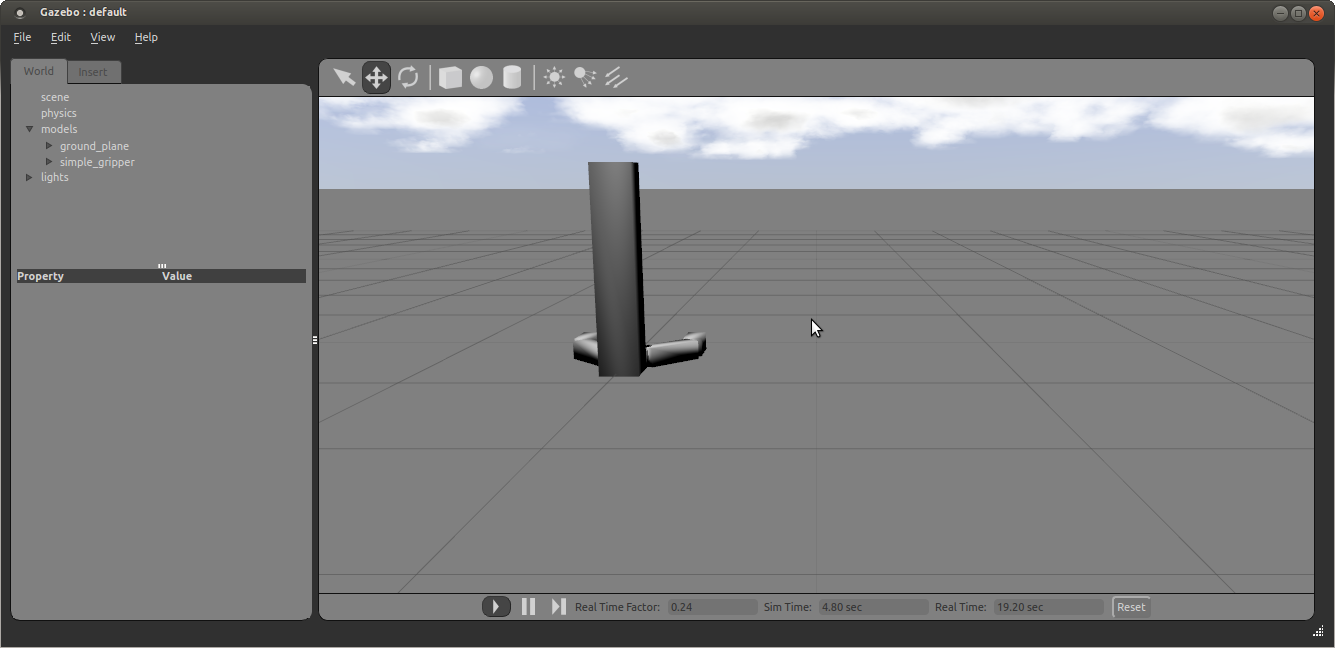 Gazebo : default
File Edit View Help
World Insert
scene
physics
models
ground_plane
simple_gripper
lights
Property Value
Real Time Factor: 0.24 Sim Time: 4.80 sec Real Time: 19.20 sec Reset